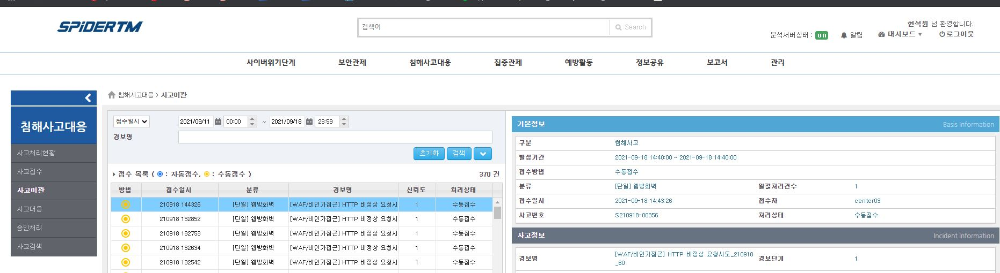 SPiDERTM
검색어
Search
현석원 님 환영합니다.
분석서버상태 : on 알림 대시보드 로그아웃
사이버위기단계 보안관제 침해사고대응 집중관제 예방활동 정보공유 보고서 관리
침해사고대응 > 사고이관
침해사고대응
사고처리현황
사고접수
사고이관
사고대응
승인처리
사고검색
접수일시 2021/09/11 00:00 ~ 2021/09/18 23:59
경보명
초기화 검색
접수 목록 ( : 자동접수, : 수동접수 ) 370 건
방법 접수일시 분류 경보명 신뢰도 처리상태
210918 144326 [단일] 웹방화벽 [WAF/비인가접근] HTTP 비정상 요청시 1 수동접수
210918 132852 [단일] 웹방화벽 [WAF/비인가접근] HTTP 비정상 요청시 1 수동접수
210918 132753 [단일] 웹방화벽 [WAF/비인가접근] HTTP 비정상 요청시 1 수동접수
210918 132634 [단일] 웹방화벽 [WAF/비인가접근] HTTP 비정상 요청시 1 수동접수
210918 132542 [단일] 웹방화벽 [WAF/비인가접근] HTTP 비정상 요청시 1 수동접수
기본정보 Basis Information
구분 침해사고
발생기간 2021-09-18 14:40:00 ~ 2021-09-18 14:40:00
접수방법 수동접수
분류 [단일] 웹방화벽 일괄처리건수 1
접수일시 2021-09-18 14:43:26 접수자 center03
사고번호 S210918-00356 처리상태 수동접수
사고정보 Incident Information
경보명 [WAF/비인가접근] HTTP 비정상 요청시도_210918
_60 경보단계 1